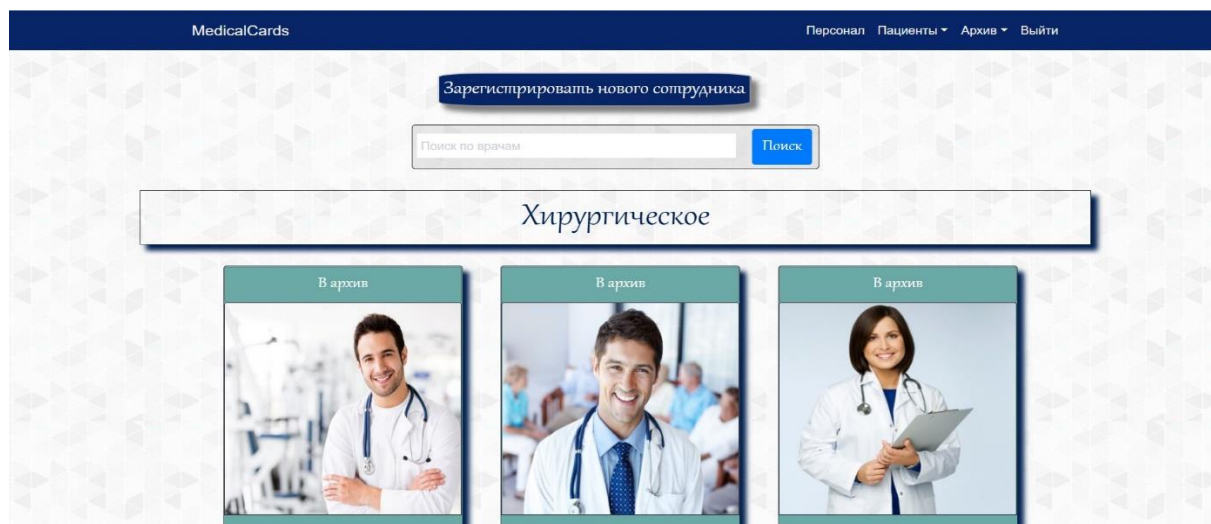 MedicalCards Персонал Пациенты Архив Выйти
Зарегистрировать нового сотрудника
Поиск по врачам Поиск
Хирургическое
В архив В архив В архив